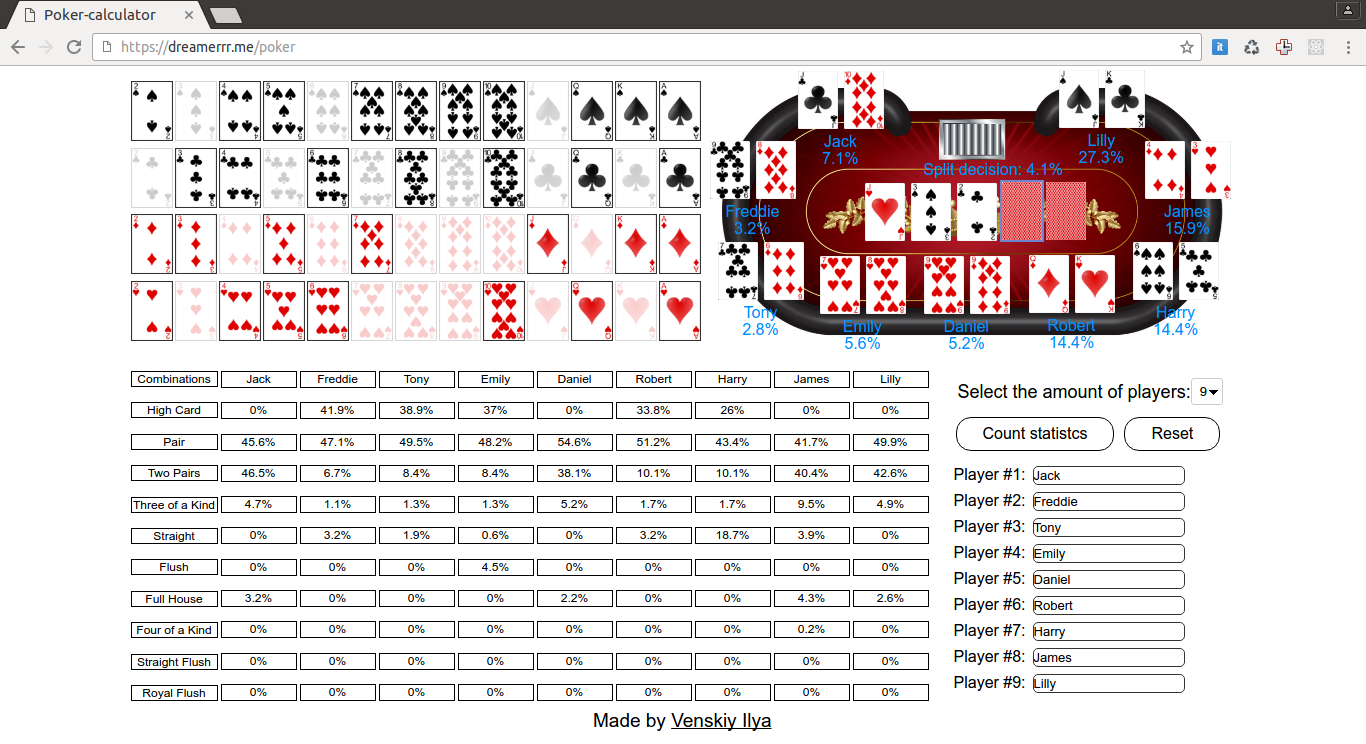 Poker-calculator
https://dreamerrr.me/poker
Jack
7.1%
Lilly
27.3%
Split decision: 4.1%
Freddie
3.2%
James
15.9%
Tony
2.8%
Emily
5.6%
Daniel
5.2%
Robert
14.4%
Harry
14.4%
Combinations Jack Freddie Tony Emily Daniel Robert Harry James Lilly
High Card 0% 41.9% 38.9% 37% 0% 33.8% 26% 0% 0%
Pair 45.6% 47.1% 49.5% 48.2% 54.6% 51.2% 43.4% 41.7% 49.9%
Two Pairs 46.5% 6.7% 8.4% 8.4% 38.1% 10.1% 10.1% 40.4% 42.6%
Three of a Kind 4.7% 1.1% 1.3% 1.3% 5.2% 1.7% 1.7% 9.5% 4.9%
Straight 0% 3.2% 1.9% 0.6% 0% 3.2% 18.7% 3.9% 0%
Flush 0% 0% 0% 4.5% 0% 0% 0% 0% 0%
Full House 3.2% 0% 0% 0% 2.2% 0% 0% 4.3% 2.6%
Four of a Kind 0% 0% 0% 0% 0% 0% 0% 0.2% 0%
Straight Flush 0% 0% 0% 0% 0% 0% 0% 0% 0%
Royal Flush 0% 0% 0% 0% 0% 0% 0% 0% 0%
Select the amount of players: 9
Count statistcs Reset
Player #1: Jack
Player #2: Freddie
Player #3: Tony
Player #4: Emily
Player #5: Daniel
Player #6: Robert
Player #7: Harry
Player #8: James
Player #9: Lilly
Made by Venskiy Ilya